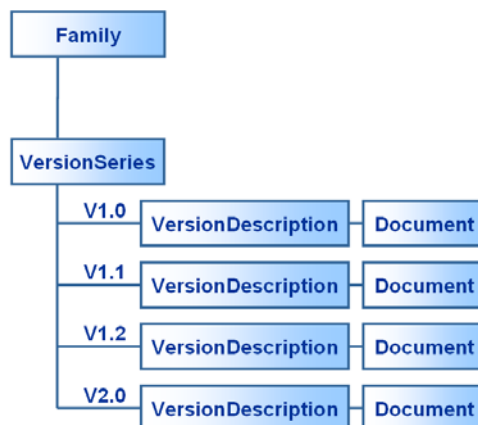 Family
VersionSeries
V1.0 VersionDescription Document
V1.1 VersionDescription Document
V1.2 VersionDescription Document
V2.0 VersionDescription Document